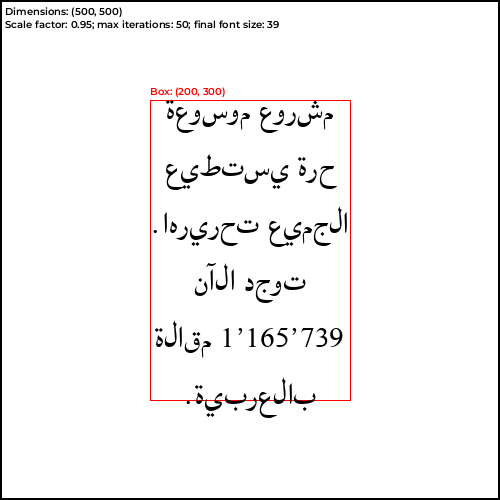 Dimensions: (500, 500)
Scale factor: 0.95; max iterations: 50; final font size: 39
Box: (200, 300)
مشروع موسوعة
حرة يستطيع
الجميع تحريرها.
توجد الآن
1’165’739 مقالة
بالعربية.